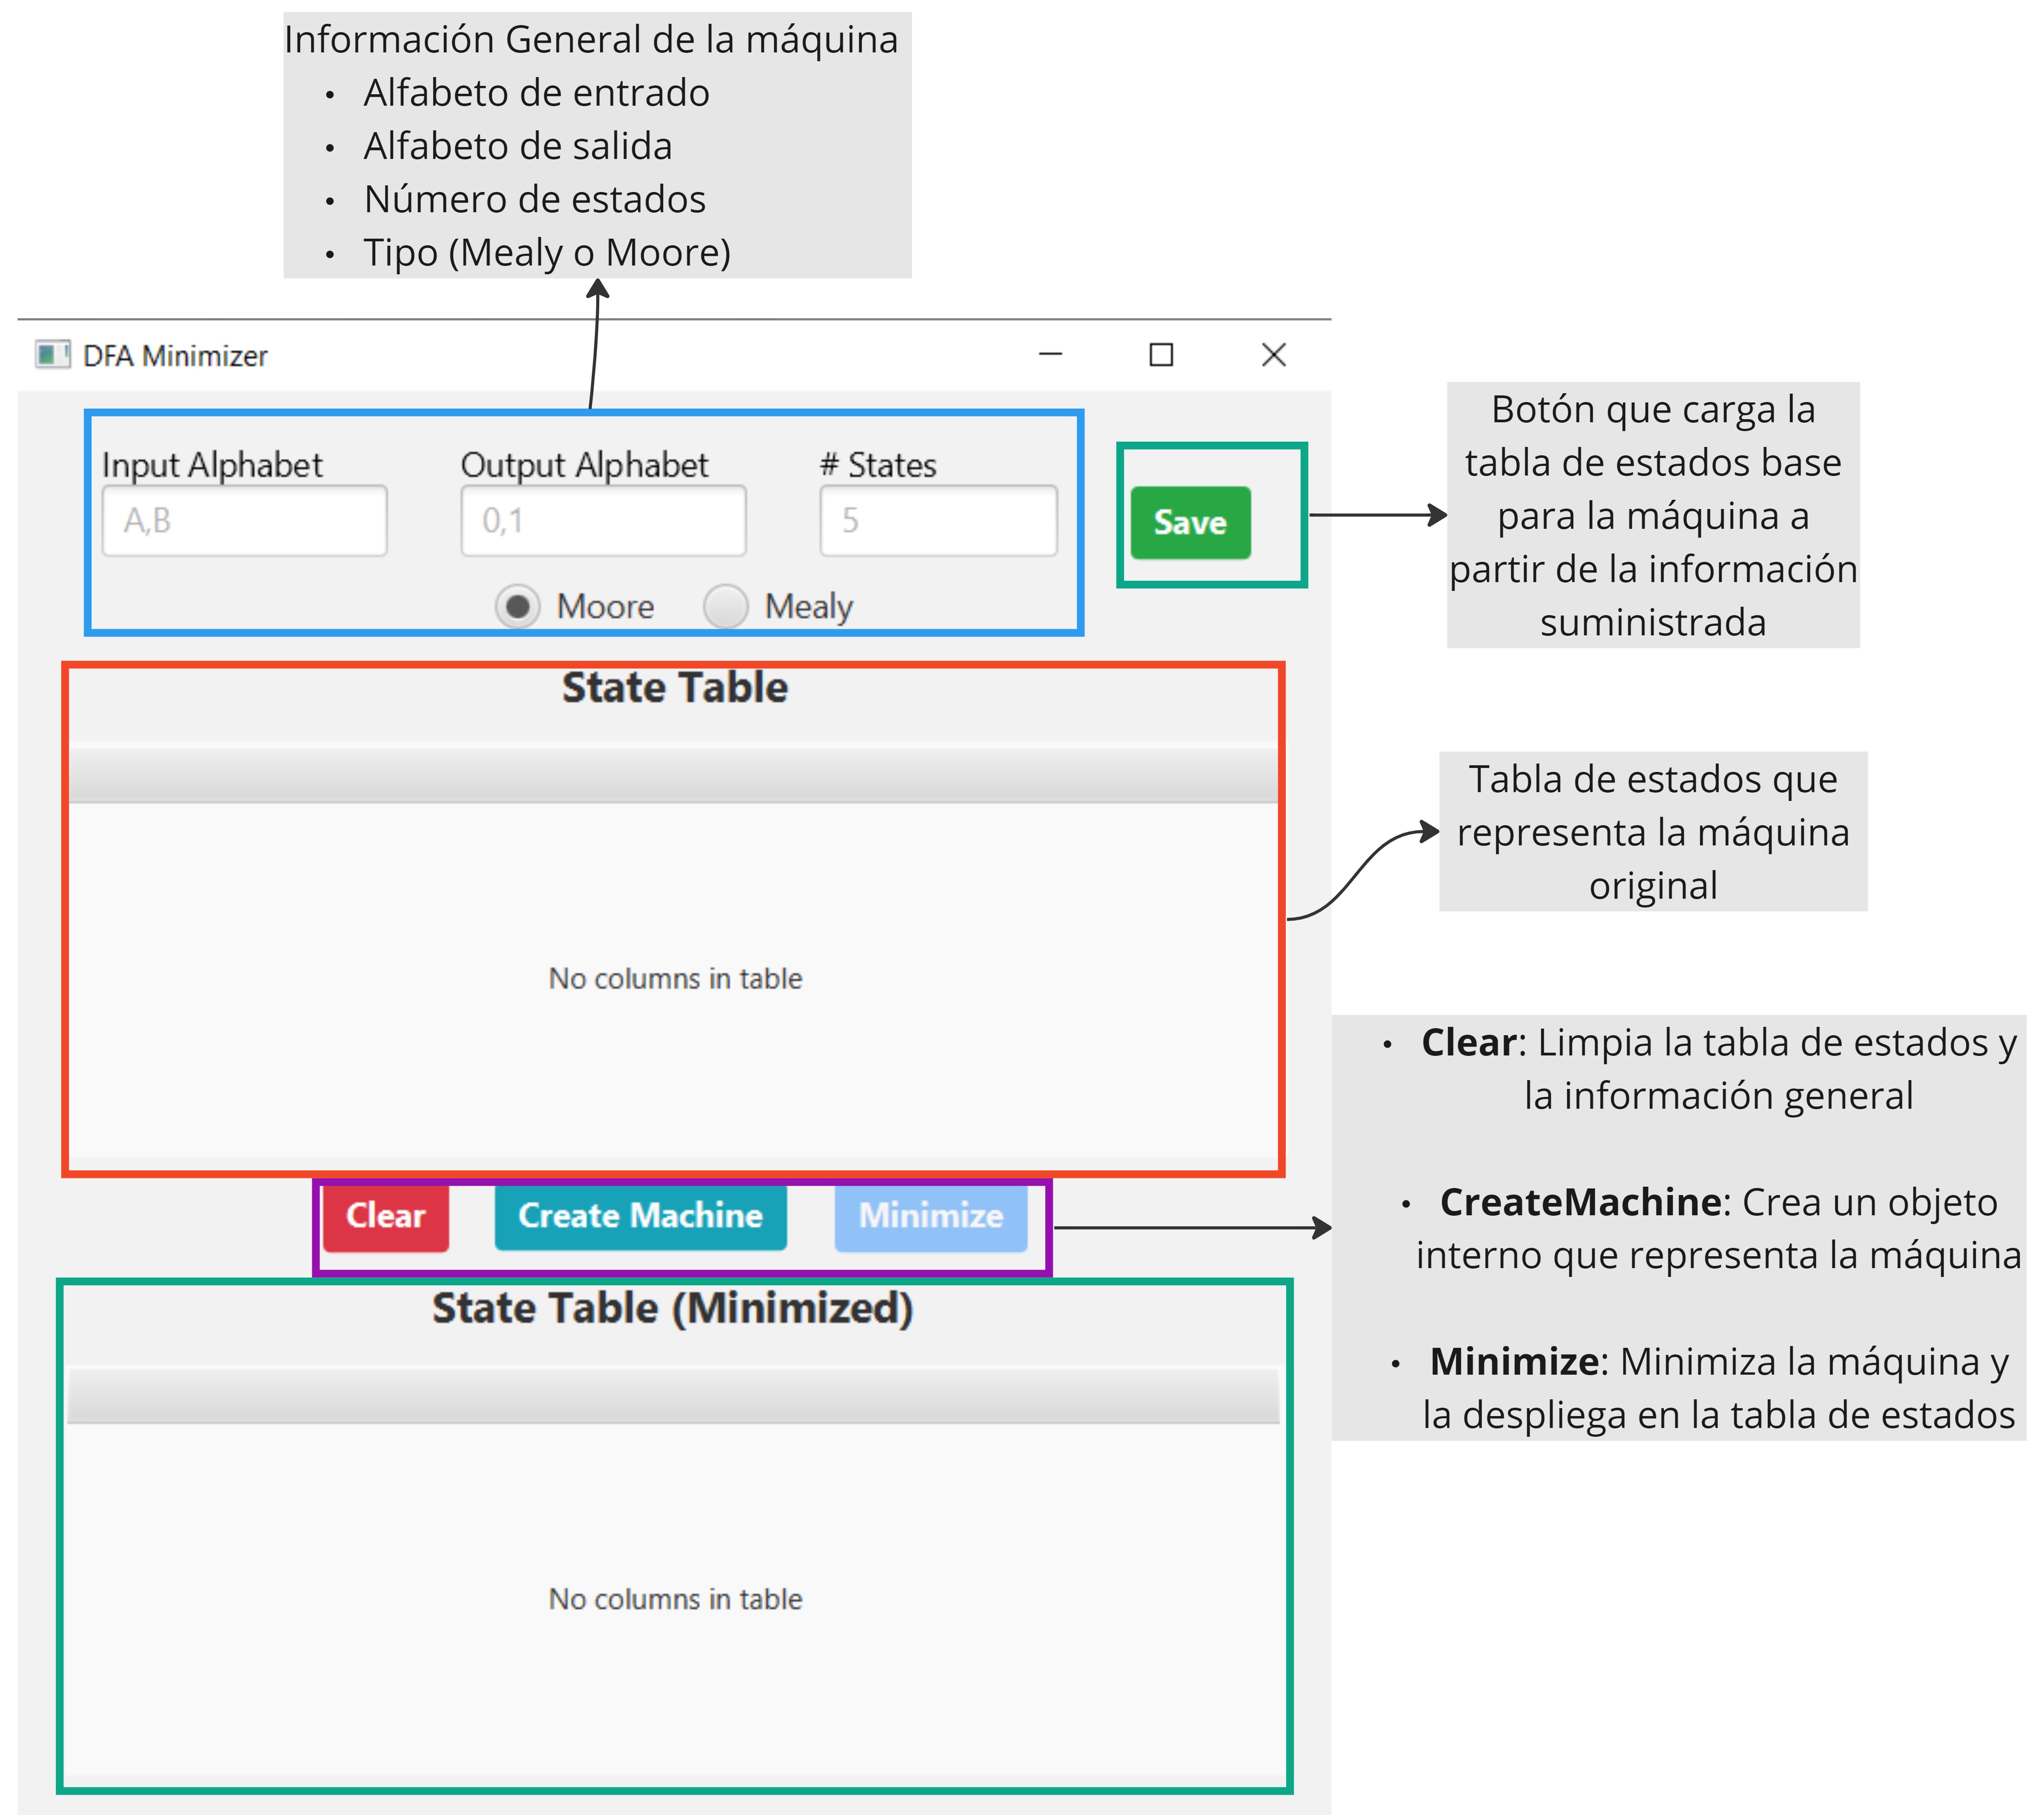 Información General de la máquina
• Alfabeto de entrado
• Alfabeto de salida
• Número de estados
• Tipo (Mealy o Moore)
DFA Minimizer
Input Alphabet
Output Alphabet
# States
A,B
0,1
5
Save
Moore
Mealy
Botón que carga la
tabla de estados base
para la máquina a
partir de la información
suministrada
State Table
No columns in table
Tabla de estados que
representa la máquina
original
Clear
Create Machine
Minimize
• Clear: Limpia la tabla de estados y
la información general
• CreateMachine: Crea un objeto
interno que representa la máquina
• Minimize: Minimiza la máquina y
la despliega en la tabla de estados
State Table (Minimized)
No columns in table